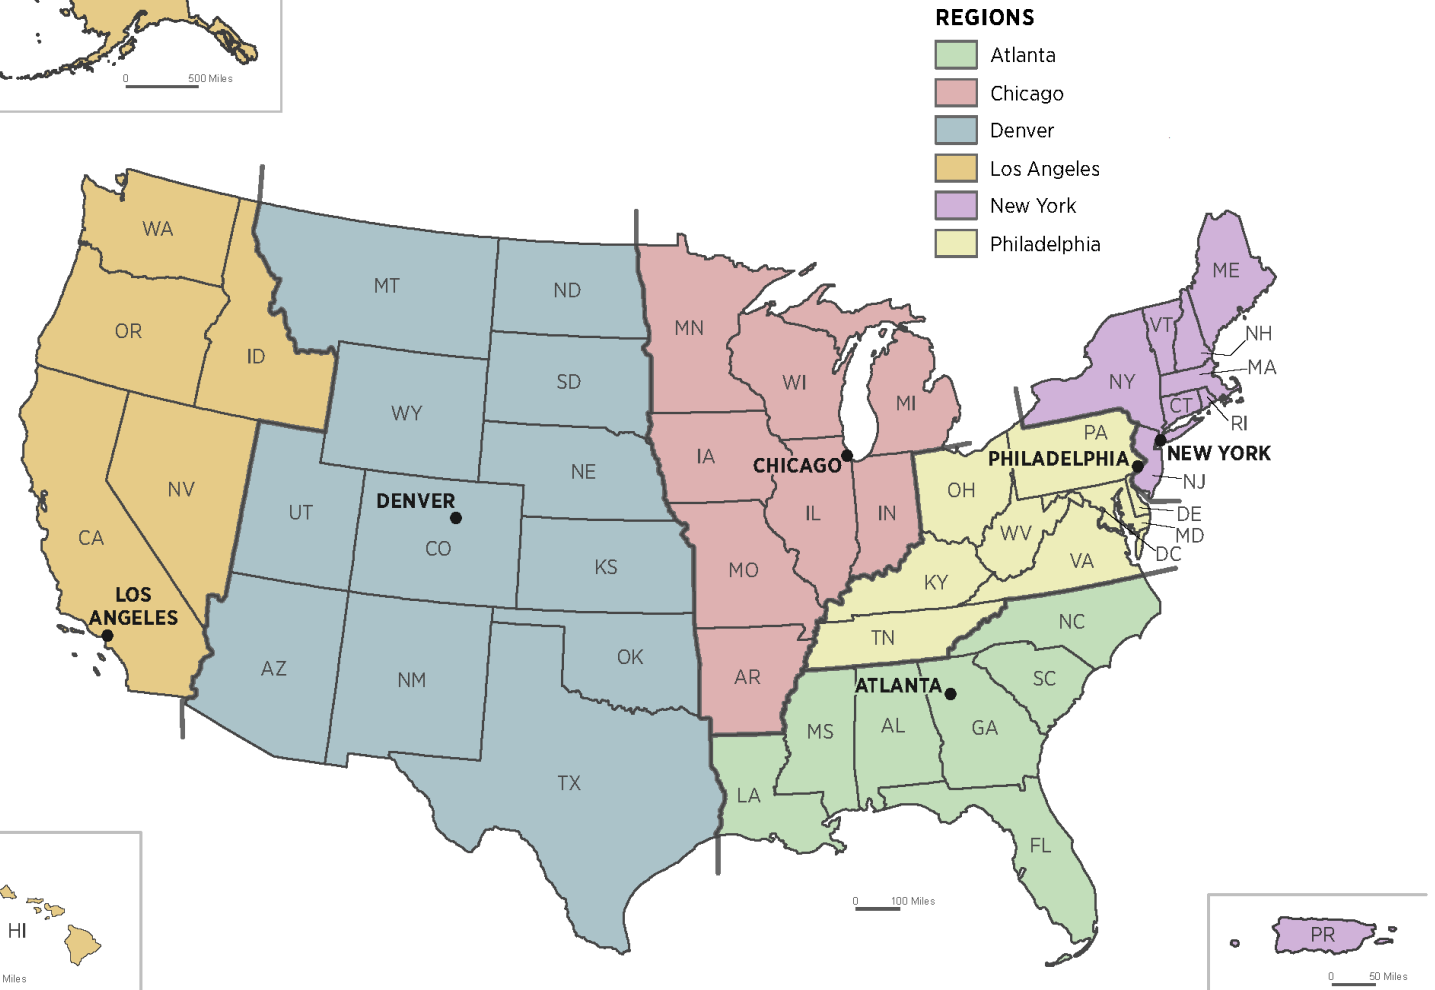 REGIONS
Atlanta
Chicago
Denver
Los Angeles
New York
Philadelphia
0 500 Miles
WA
OR
ID
MT
ND
MN
SD
WY
WI
MI
NY
VT
ME
NH
MA
CT
RI
NEW YORK
NJ
PA
PHILADELPHIA
DE
MD
DC
OH
WV
VA
KY
TN
NC
SC
ATLANTA
MS
AL
GA
LA
FL
IA
CHICAGO
IL
IN
MO
AR
NE
KS
OK
TX
DENVER
CO
UT
NV
CA
LOS
ANGELES
AZ
NM
HI
Miles
0 100 Miles
PR
0 50 Miles